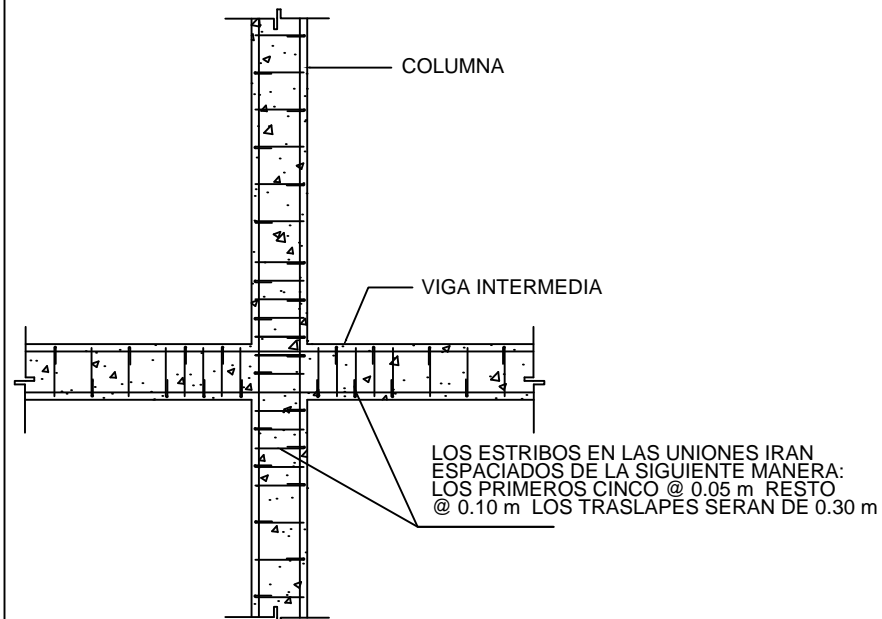 COLUMNA
VIGA INTERMEDIA
LOS ESTRIBOS EN LAS UNIONES IRAN
ESPACIADOS DE LA SIGUIENTE MANERA:
LOS PRIMEROS CINCO @ 0.05 m RESTO
@ 0.10 m LOS TRASLAPES SERAN DE 0.30 m